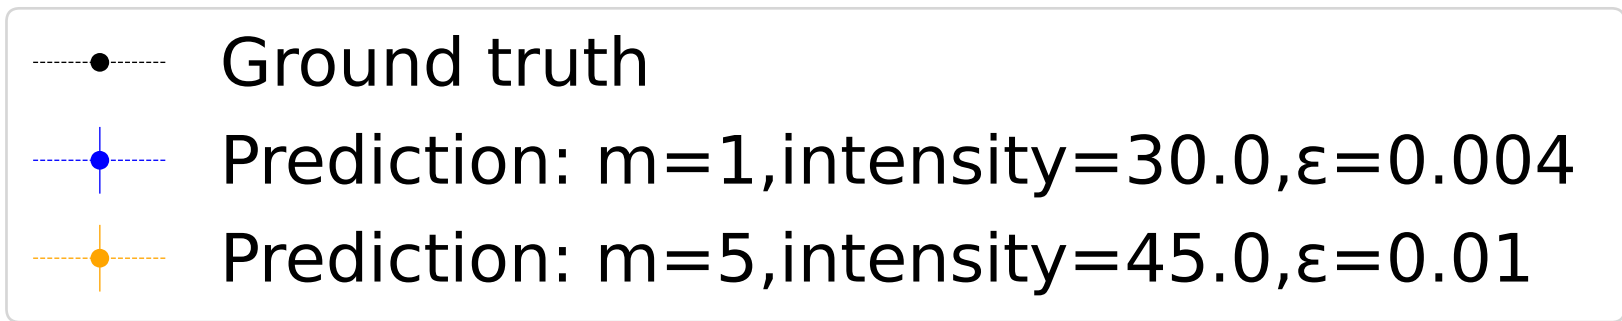 Ground truth
Prediction: m=1,intensity=30.0,ε=0.004
Prediction: m=5,intensity=45.0,ε=0.01